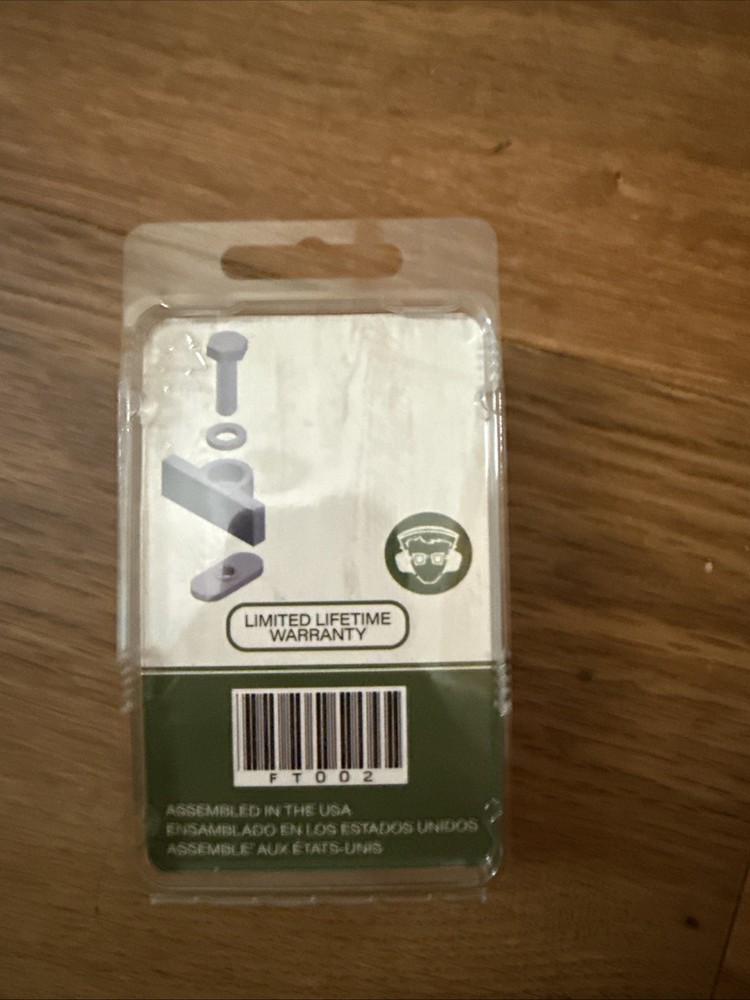 LIMITED LIFETIME
WARRANTY
FT002
ASSEMBLED IN THE USA
ENSAMBLADO EN LOS ESTADOS UNIDOS
ASSEMBLE' AUX ÉTATS-UNIS